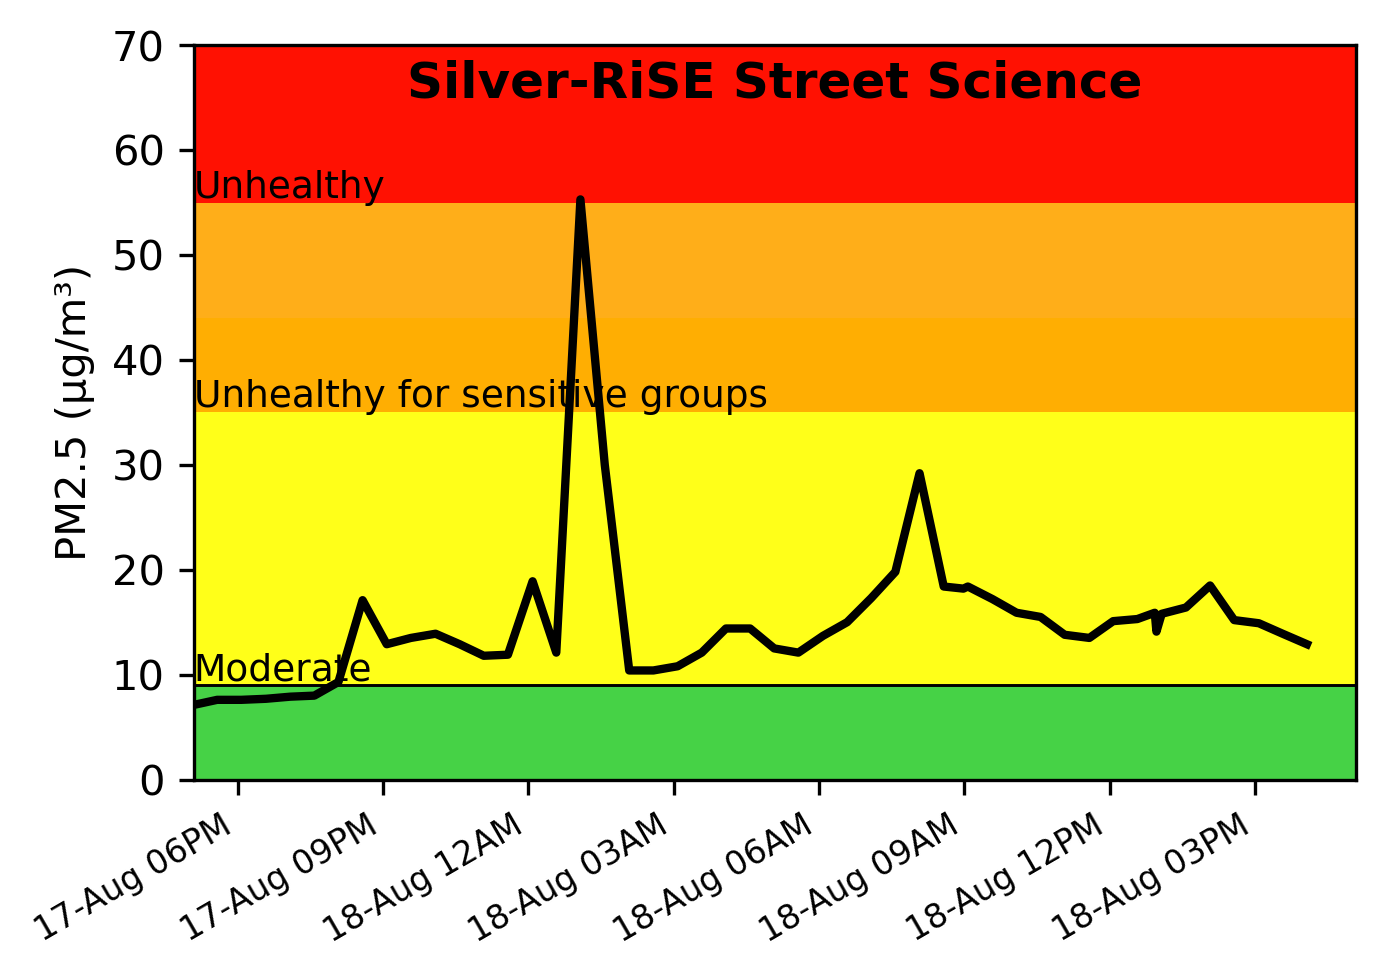 Silver-RiSE Street Science
70
60
Unhealthy
50
40
Unhealthy for sensitive groups
30
20
Moderate
10
0
PM2.5 (µg/m³)
17-Aug 06PM
17-Aug 09PM
18-Aug 12AM
18-Aug 03AM
18-Aug 06AM
18-Aug 09AM
18-Aug 12PM
18-Aug 03PM